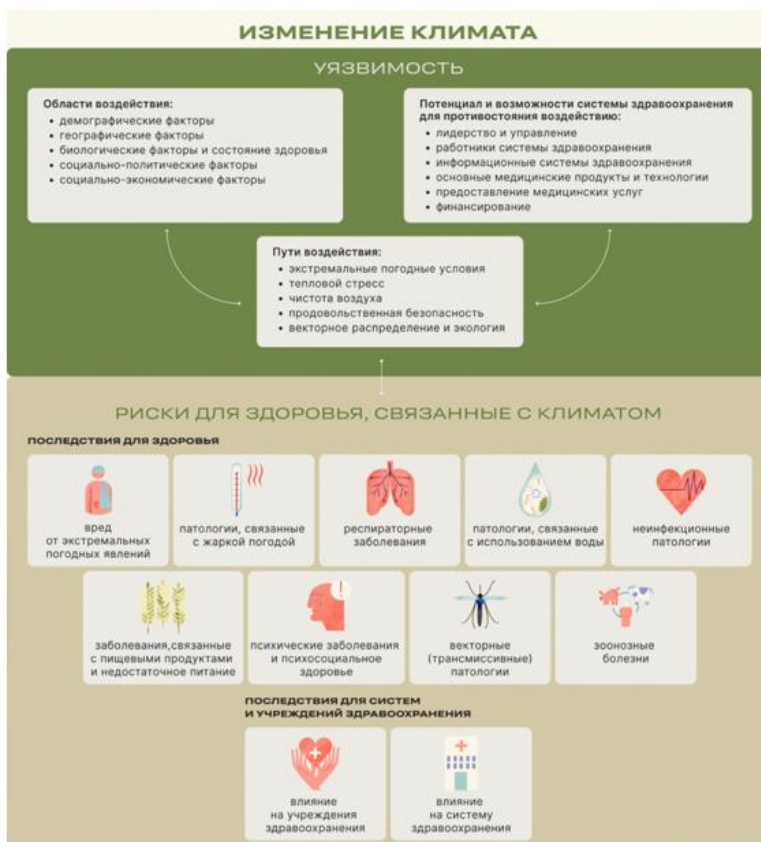 ИЗМЕНЕНИЕ КЛИМАТА
УЯЗВИМОСТЬ
Области воздействия:
• демографические факторы
• географические факторы
• биологические факторы и состояние здоровья
• социально-политические факторы
• социально-экономические факторы
Потенциал и возможности системы здравоохранения
для противостояния воздействию:
• лидерство и управление
• работники системы здравоохранения
• информационные системы здравоохранения
• основные медицинские продукты и технологии
• предоставление медицинских услуг
• финансирование
Пути воздействия:
• экстремальные погодные условия
• тепловой стресс
• чистота воздуха
• продовольственная безопасность
• векторное распределение и экология
РИСКИ ДЛЯ ЗДОРОВЬЯ, СВЯЗАННЫЕ С КЛИМАТОМ
ПОСЛЕДСТВИЯ ДЛЯ ЗДОРОВЬЯ
вред
от экстремальных
погодных явлений
патологии, связанные
с жаркой погодой
респираторные
заболевания
патологии, связанные
с использованием воды
неинфекционные
патологии
заболевания,связанные
с пищевыми продуктами
и недостаточное питание
психические заболевания
и психосоциальное
здоровье
векторные
(трансмиссивные)
патологии
зоонозные
болезни
ПОСЛЕДСТВИЯ ДЛЯ СИСТЕМ
И УЧРЕЖДЕНИЙ ЗДРАВООХРАНЕНИЯ
влияние
на учреждения
здравоохранения
влияние
на систему
здравоохранения